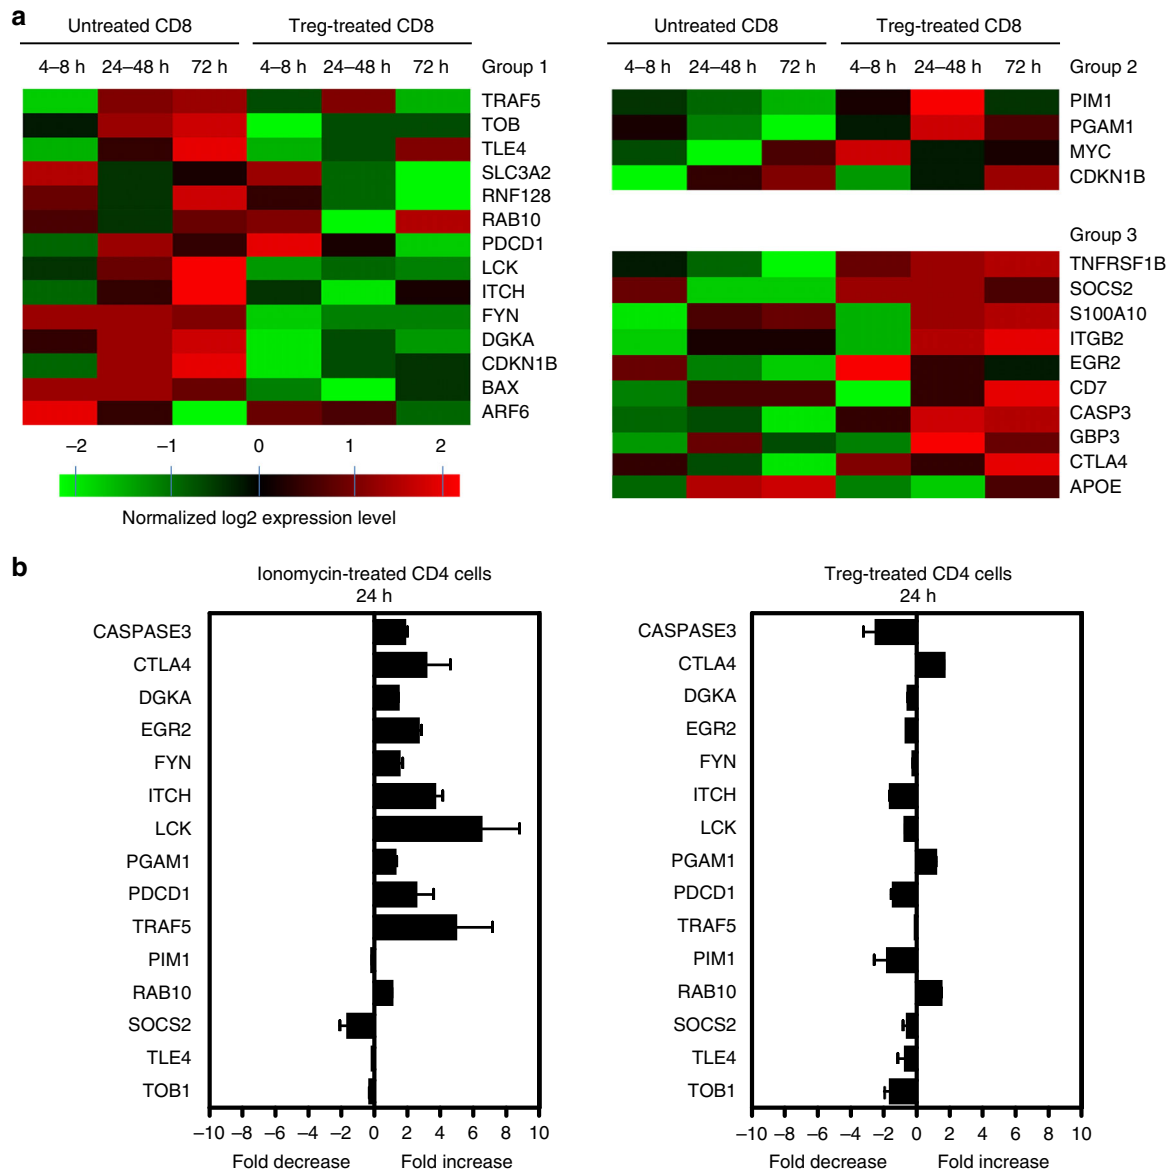 a
Untreated CD8 Treg-treated CD8
4–8 h 24–48 h 72 h 4–8 h 24–48 h 72 h Group 1
TRAF5
TOB
TLE4
SLC3A2
RNF128
RAB10
PDCD1
LCK
ITCH
FYN
DGKA
CDKN1B
BAX
ARF6
–2 –1 0 1 2
Normalized log2 expression level
Untreated CD8 Treg-treated CD8
4–8 h 24–48 h 72 h 4–8 h 24–48 h 72 h Group 2
PIM1
PGAM1
MYC
CDKN1B
Group 3
TNFRSF1B
SOCS2
S100A10
ITGB2
EGR2
CD7
CASP3
GBP3
CTLA4
APOE
b
Ionomycin-treated CD4 cells
24 h
CASPASE3
CTLA4
DGKA
EGR2
FYN
ITCH
LCK
PGAM1
PDCD1
TRAF5
PIM1
RAB10
SOCS2
TLE4
TOB1
–10 –8 –6 –4 –2 0 2 4 6 8 10
Fold decrease Fold increase
Treg-treated CD4 cells
24 h
CASPASE3
CTLA4
DGKA
EGR2
FYN
ITCH
LCK
PGAM1
PDCD1
TRAF5
PIM1
RAB10
SOCS2
TLE4
TOB1
–10 –8 –6 –4 –2 0 2 4 6 8 10
Fold decrease Fold increase